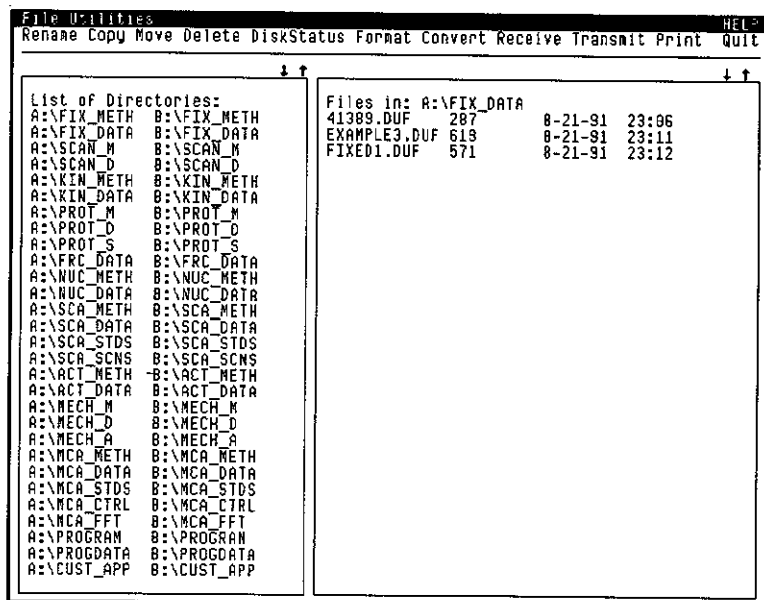 File Utilities HELP
Rename Copy Move Delete DiskStatus Format Convert Receive Transmit Print Quit
List of Directories:
A:\FIX_METH B:\FIX_METH
A:\FIX_DATA B:\FIX_DATA
A:\SCAN_M B:\SCAN_M
A:\SCAN_D B:\SCAN_D
A:\KIN_METH B:\KIN_METH
A:\KIN_DATA B:\KIN_DATA
A:\PROT_M B:\PROT_M
A:\PROT_D B:\PROT_D
A:\PROT_S B:\PROT_S
A:\FRC_DATA B:\FRC_DATA
A:\NUC_METH B:\NUC_METH
A:\NUC_DATA B:\NUC_DATA
A:\SCA_METH B:\SCA_METH
A:\SCA_DATA B:\SCA_DATA
A:\SCA_STDS B:\SCA_STDS
A:\SCA_SCNS B:\SCA_SCNS
A:\ACT_METH B:\ACT_METH
A:\ACT_DATA B:\ACT_DATA
A:\MECH_M B:\MECH_M
A:\MECH_D B:\MECH_D
A:\MECH_A B:\MECH_A
A:\MCA_METH B:\MCA_METH
A:\MCA_DATA B:\MCA_DATA
A:\MCA_STDS B:\MCA_STDS
A:\MCA_CTRL B:\MCA_CTRL
A:\MCA_FFT B:\MCA_FFT
A:\PROGRAM B:\PROGRAM
A:\PROGDATA B:\PROGDATA
A:\CUST_APP B:\CUST_APP
Files in: A:\FIX_DATA
41389.DUF 287 8-21-91 23:06
EXAMPLE3.DUF 619 8-21-91 23:11
FIXED1.DUF 571 8-21-91 23:12